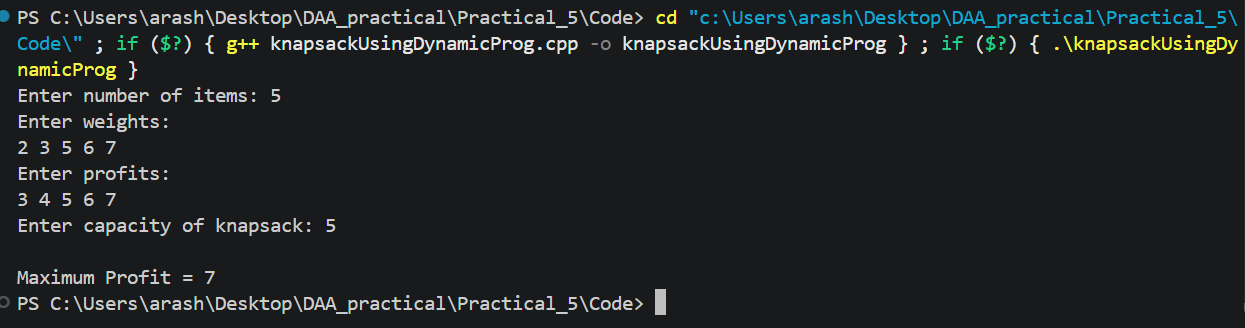 PS C:\Users\arash\Desktop\DAA_practical\Practical_5\Code> cd "c:\Users\arash\Desktop\DAA_practical\Practical_5\
Code\" ; if ($?) { g++ knapsackUsingDynamicProg.cpp -o knapsackUsingDynamicProg } ; if ($?) { .\knapsackUsingDy
namicProg }
Enter number of items: 5
Enter weights:
2 3 5 6 7
Enter profits:
3 4 5 6 7
Enter capacity of knapsack: 5
Maximum Profit = 7
PS C:\Users\arash\Desktop\DAA_practical\Practical_5\Code>